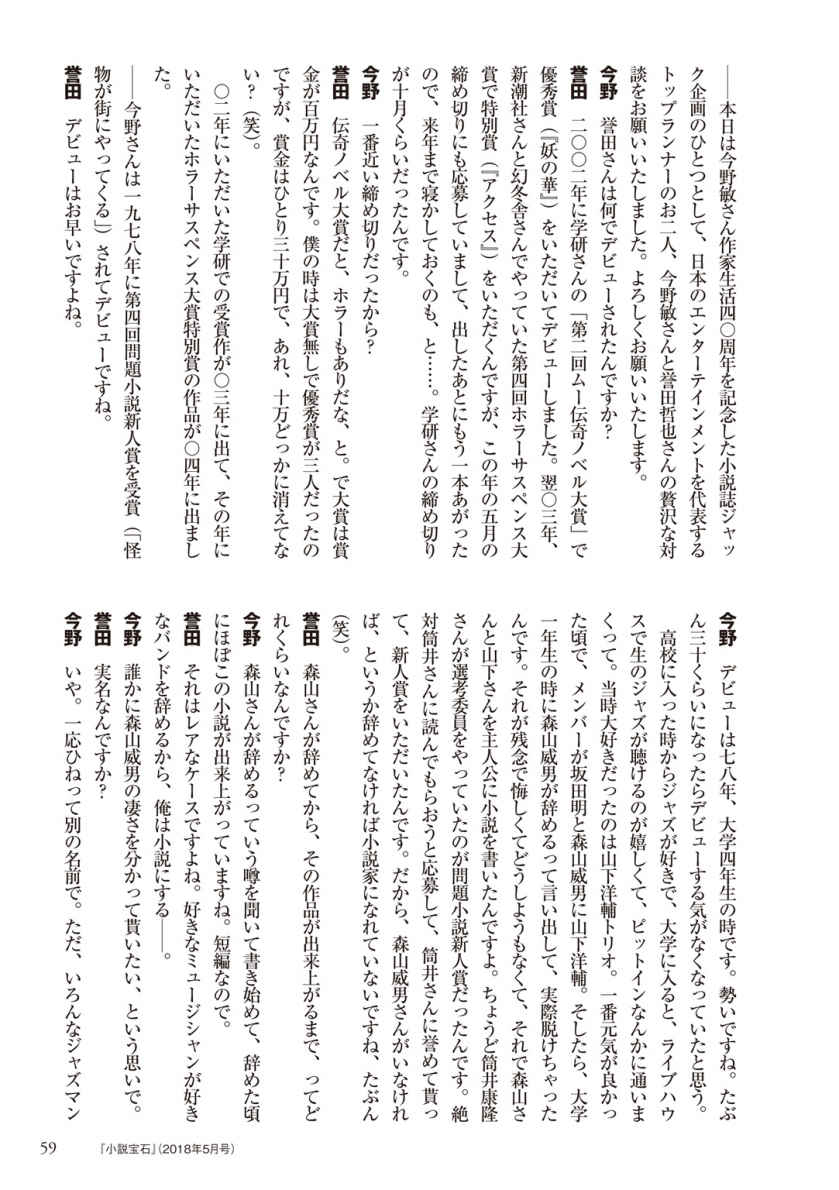 ――本日は今野敏さん作家生活四〇周年を記念した小説誌ジャッ
ク企画のひとつとして、日本のエンターテインメントを代表する
トップランナーのお二人、今野敏さんと誉田哲也さんの贅沢な対
談をお願いいたしました。よろしくお願いいたします。
今野　誉田さんは何でデビューされたんですか？
誉田　二〇〇二年に学研さんの「第二回ムー伝奇ノベル大賞」で
優秀賞（『妖の華』）をいただいてデビューしました。翌〇三年、
新潮社さんと幻冬舎さんでやっていた第四回ホラーサスペンス大
賞で特別賞（『アクセス』）をいただくんですが、この年の五月の
締め切りにも応募していまして、出したあとにもう一本あがった
ので、来年まで寝かしておくのも、と……。学研さんの締め切り
が十月くらいだったんです。
今野　一番近い締め切りだったから？
誉田　伝奇ノベル大賞だと、ホラーもありだな、と。で大賞は賞
金が百万円なんです。僕の時は大賞無しで優秀賞が三人だったの
ですが、賞金はひとり三十万円で、あれ、十万どっかに消えてな
い？（笑）。
　〇二年にいただいた学研での受賞作が〇三年に出て、その年に
いただいたホラーサスペンス大賞特別賞の作品が〇四年に出まし
た。
――今野さんは一九七八年に第四回問題小説新人賞を受賞（「怪
物が街にやってくる」）されてデビューですね。
誉田　デビューはお早いですよね。
今野　デビューは七八年、大学四年生の時です。勢いですね。たぶ
ん三十くらいになったらデビューする気がなくなっていたと思う。
　高校に入った時からジャズが好きで、大学に入ると、ライブハウ
スで生のジャズが聴けるのが嬉しくて、ピットインなんかに通いま
くって。当時大好きだったのは山下洋輔トリオ。一番元気が良かっ
た頃で、メンバーが坂田明と森山威男に山下洋輔。そしたら、大学
一年生の時に森山威男が辞めるって言い出して、実際脱けちゃった
んです。それが残念で悔しくてどうしようもなくて、それで森山さ
んと山下さんを主人公に小説を書いたんですよ。ちょうど筒井康隆
さんが選考委員をやっていたのが問題小説新人賞だったんです。絶
対筒井さんに読んでもらおうと応募して、筒井さんに誉めて貰っ
て、新人賞をいただいたんです。だから、森山威男さんがいなけれ
ば、というか辞めてなければ小説家になれていないですね、たぶん
（笑）。
誉田　森山さんが辞めてから、その作品が出来上がるまで、ってど
れくらいなんですか？
今野　森山さんが辞めるっていう噂を聞いて書き始めて、辞めた頃
にほぼこの小説が出来上がっていますね。短編なので。
誉田　それはレアなケースですよね。好きなミュージシャンが好き
なバンドを辞めるから、俺は小説にする――。
今野　誰かに森山威男の凄さを分かって貰いたい、という思いで。
誉田　実名なんですか？
今野　いや。一応ひねって別の名前で。ただ、いろんなジャズマン
『小説宝石』（2018年5月号）
59